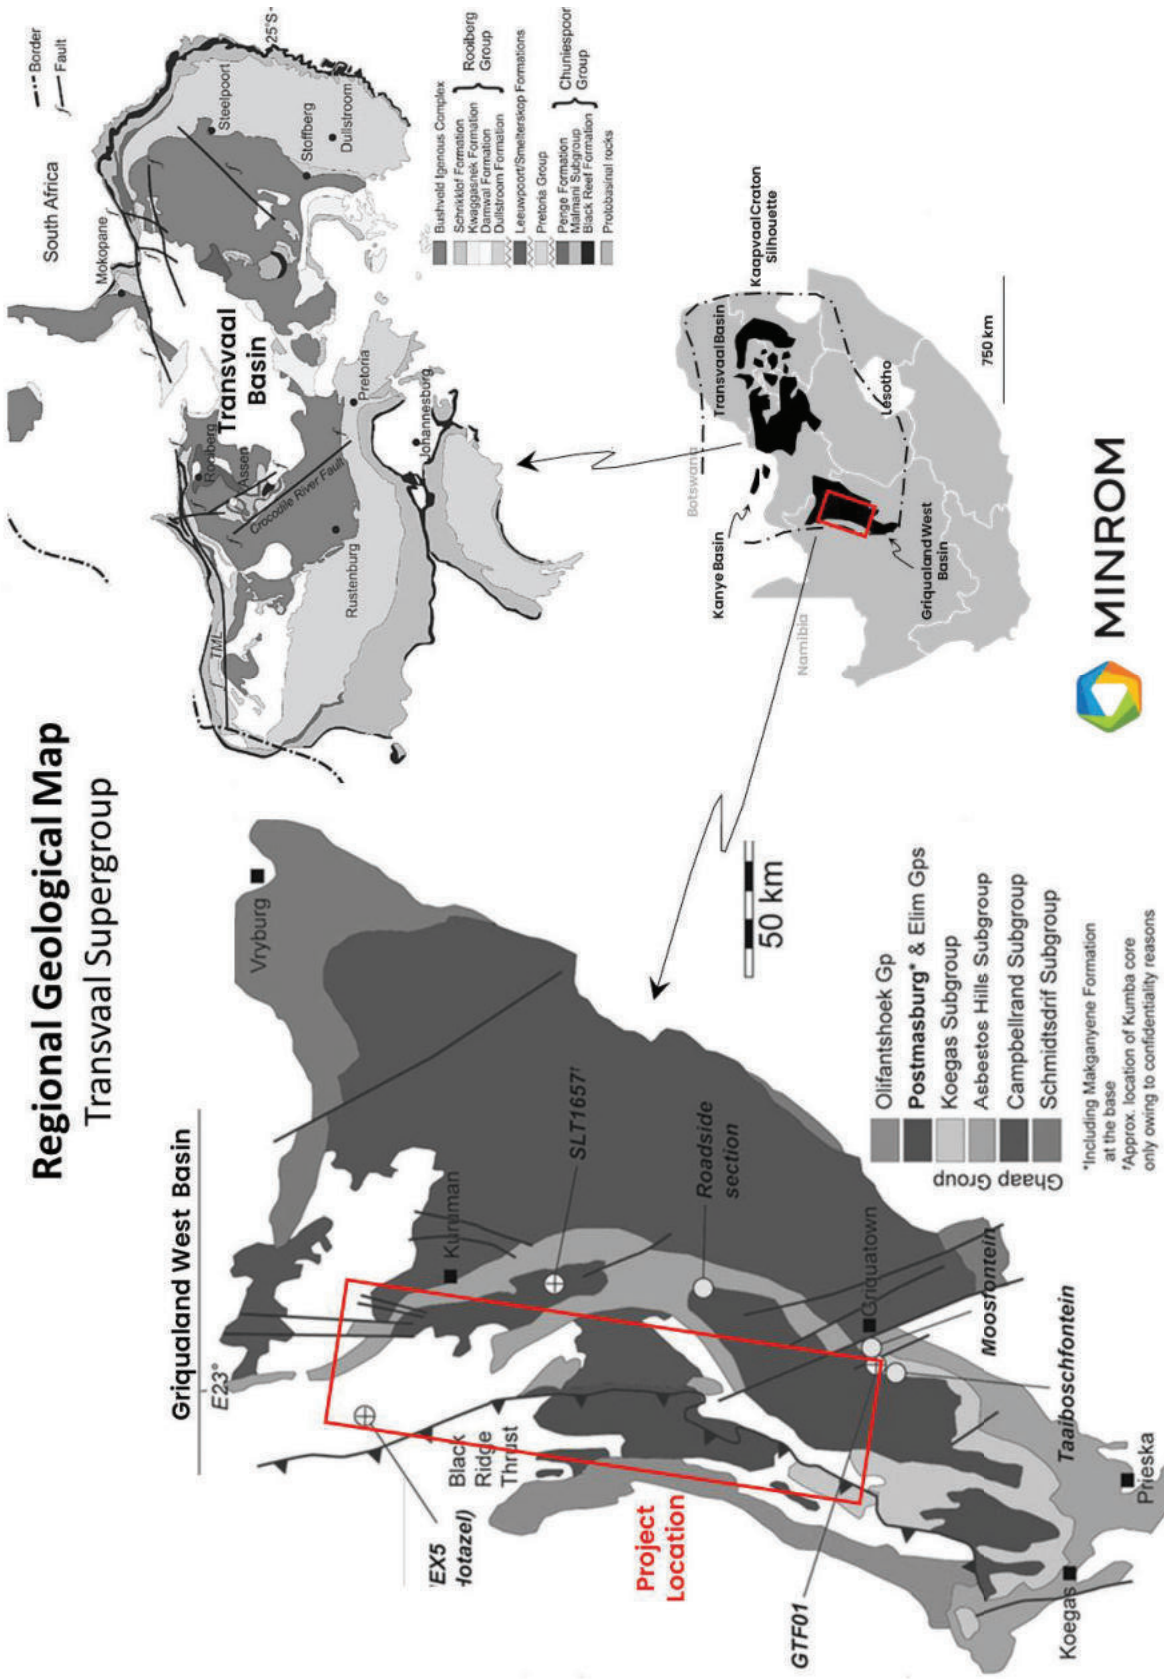 Regional Geological Map
Transvaal Supergroup
Griqualand West Basin
E23°
Vryburg
Kuruman
SLT1657†
Roadside
section
Griquatown
Moosfontein
Taaiboschfontein
Prieska
Koegas
GTF01
Project
Location
Black
Ridge
Thrust
'EX5
Hotazel)
50 km
Olifantshoek Gp
Postmasburg* & Elim Gps
Koegas Subgroup
Asbestos Hills Subgroup
Campbellrand Subgroup
Schmidtsdrif Subgroup
Ghaap Group
*Including Makganyene Formation
at the base
†Approx. location of Kumba core
only owing to confidentiality reasons
South Africa
Border
Fault
25°S
Mokopane
Steelpoort
Stoffberg
Dullstroom
Transvaal
Basin
Rooiberg
Assen
Crocodile River Fault
TML
Rustenburg
Pretoria
Johannesburg
Bushveld Igenous Complex
Schrikklof Formation
Kwaggasnek Formation
Damwal Formation
Dullstroom Formation
Rooiberg
Group
Leeuwpoort/Smelterskop Formations
Pretoria Group
Penge Formation
Malmani Subgroup
Black Reef Formation
Chuniespoort
Group
Protobasinal rocks
Kaapvaal Craton
Silhouette
Transvaal Basin
Botswana
Kanye Basin
Namibia
Griqualand West
Basin
Lesotho
750 km
MINROM